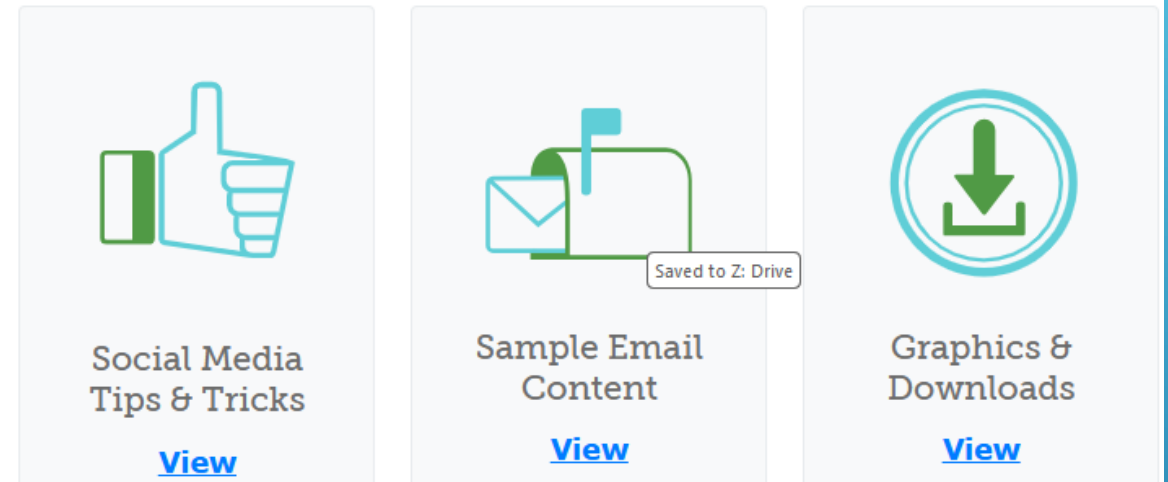 Social Media
Tips & Tricks
View
Saved to Z: Drive
Sample Email
Content
View
Graphics &
Downloads
View